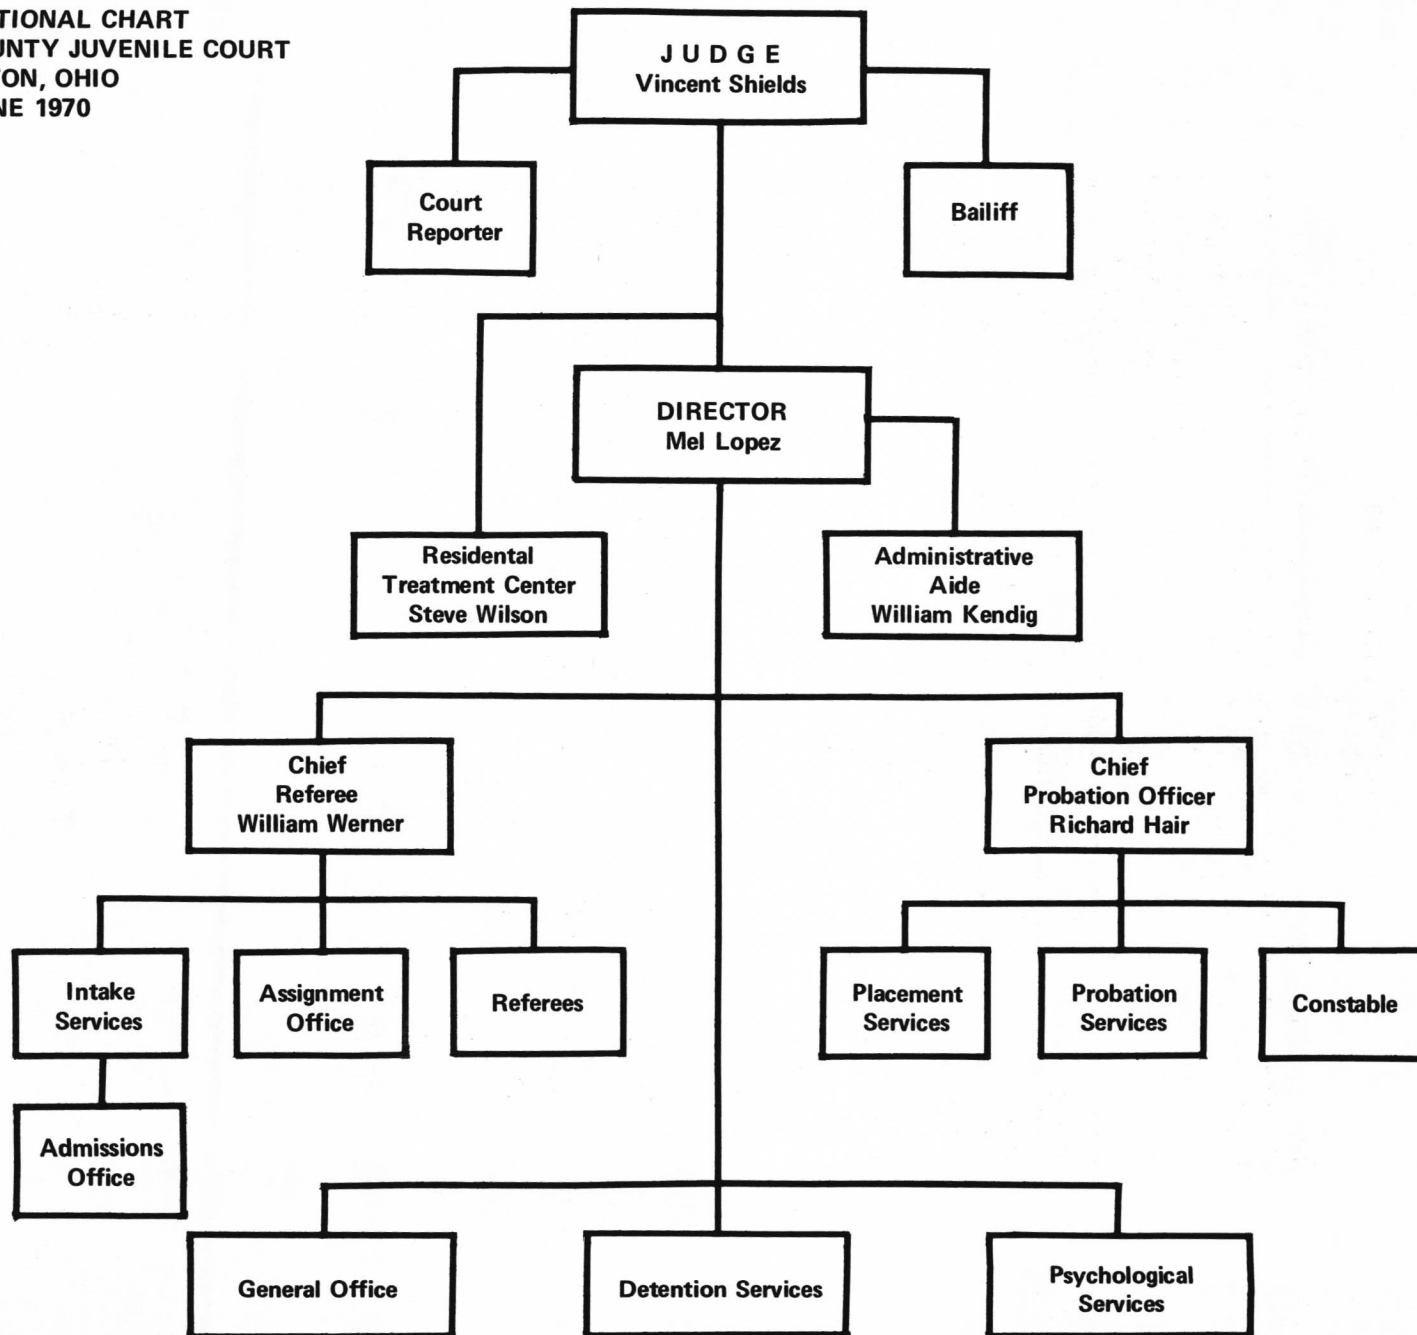 TIONAL CHART
UNTY JUVENILE COURT
TON, OHIO
NE 1970
JUDGE
Vincent Shields
Court
Reporter
Bailiff
DIRECTOR
Mel Lopez
Residental
Treatment Center
Steve Wilson
Administrative
Aide
William Kendig
Chief
Referee
William Werner
Chief
Probation Officer
Richard Hair
Intake
Services
Assignment
Office
Referees
Placement
Services
Probation
Services
Constable
Admissions
Office
General Office
Detention Services
Psychological
Services